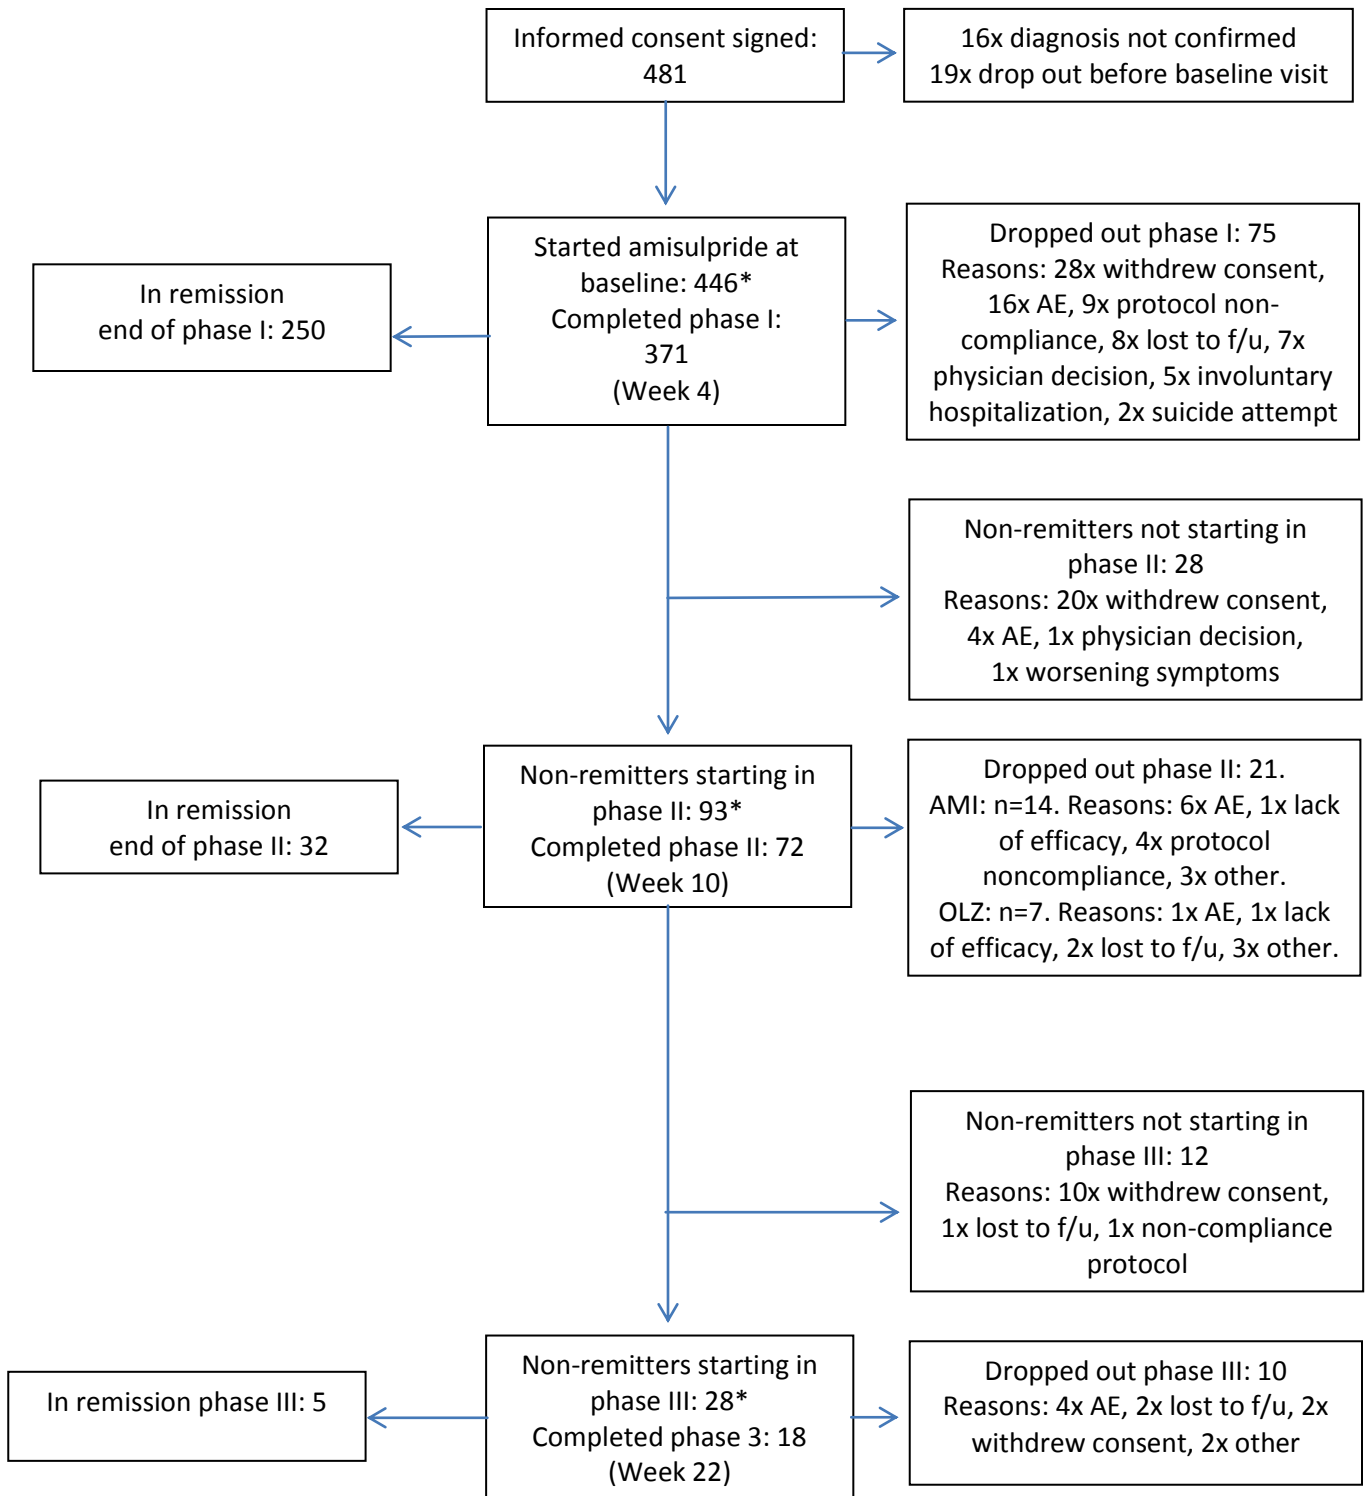 Informed consent signed:
481
16x diagnosis not confirmed
19x drop out before baseline visit
Started amisulpride at
baseline: 446*
Completed phase I:
371
(Week 4)
In remission
end of phase I: 250
Dropped out phase I: 75
Reasons: 28x withdrew consent,
16x AE, 9x protocol non-
compliance, 8x lost to f/u, 7x
physician decision, 5x involuntary
hospitalization, 2x suicide attempt
Non-remitters not starting in
phase II: 28
Reasons: 20x withdrew consent,
4x AE, 1x physician decision,
1x worsening symptoms
Non-remitters starting in
phase II: 93*
Completed phase II: 72
(Week 10)
In remission
end of phase II: 32
Dropped out phase II: 21.
AMI: n=14. Reasons: 6x AE, 1x lack
of efficacy, 4x protocol
noncompliance, 3x other.
OLZ: n=7. Reasons: 1x AE, 1x lack
of efficacy, 2x lost to f/u, 3x other.
Non-remitters not starting in
phase III: 12
Reasons: 10x withdrew consent,
1x lost to f/u, 1x non-compliance
protocol
Non-remitters starting in
phase III: 28*
Completed phase 3: 18
(Week 22)
In remission phase III: 5
Dropped out phase III: 10
Reasons: 4x AE, 2x lost to f/u, 2x
withdrew consent, 2x other